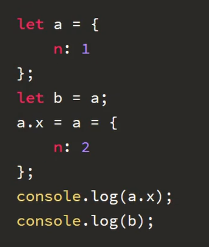 let a = {
    n: 1
};
let b = a;
a.x = a = {
    n: 2
};
console.log(a.x);
console.log(b);